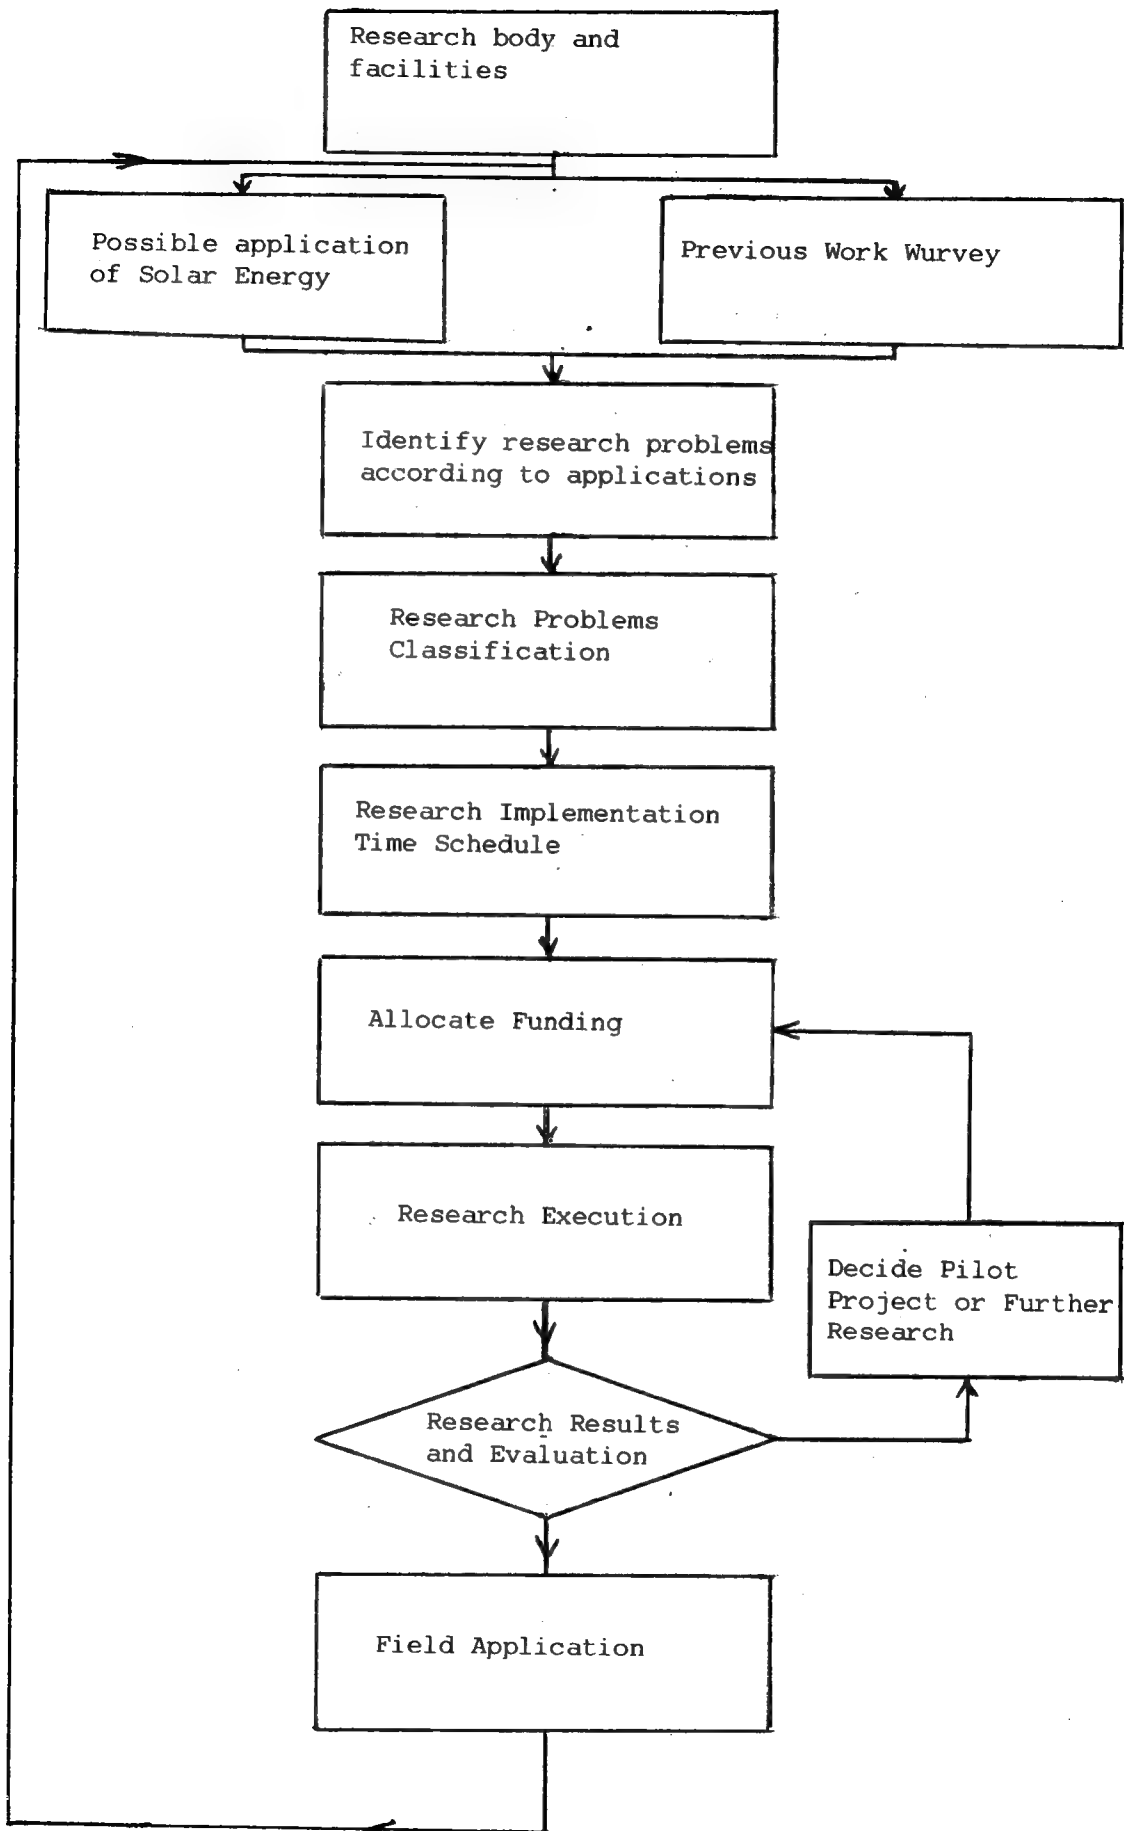 Research body and
facilities
Possible application
of Solar Energy
Previous Work Wurvey
Identify research problems
according to applications
Research Problems
Classification
Research Implementation
Time Schedule
Allocate Funding
Research Execution
Decide Pilot
Project or Further
Research
Research Results
and Evaluation
Field Application